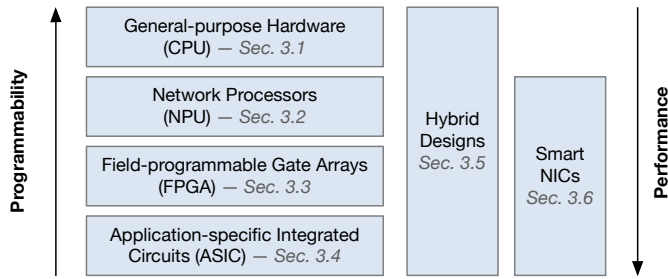 Programmability
General-purpose Hardware
(CPU) — Sec. 3.1
Network Processors
(NPU) — Sec. 3.2
Field-programmable Gate Arrays
(FPGA) — Sec. 3.3
Application-specific Integrated
Circuits (ASIC) — Sec. 3.4
Hybrid
Designs
Sec. 3.5
Smart
NICs
Sec. 3.6
Performance